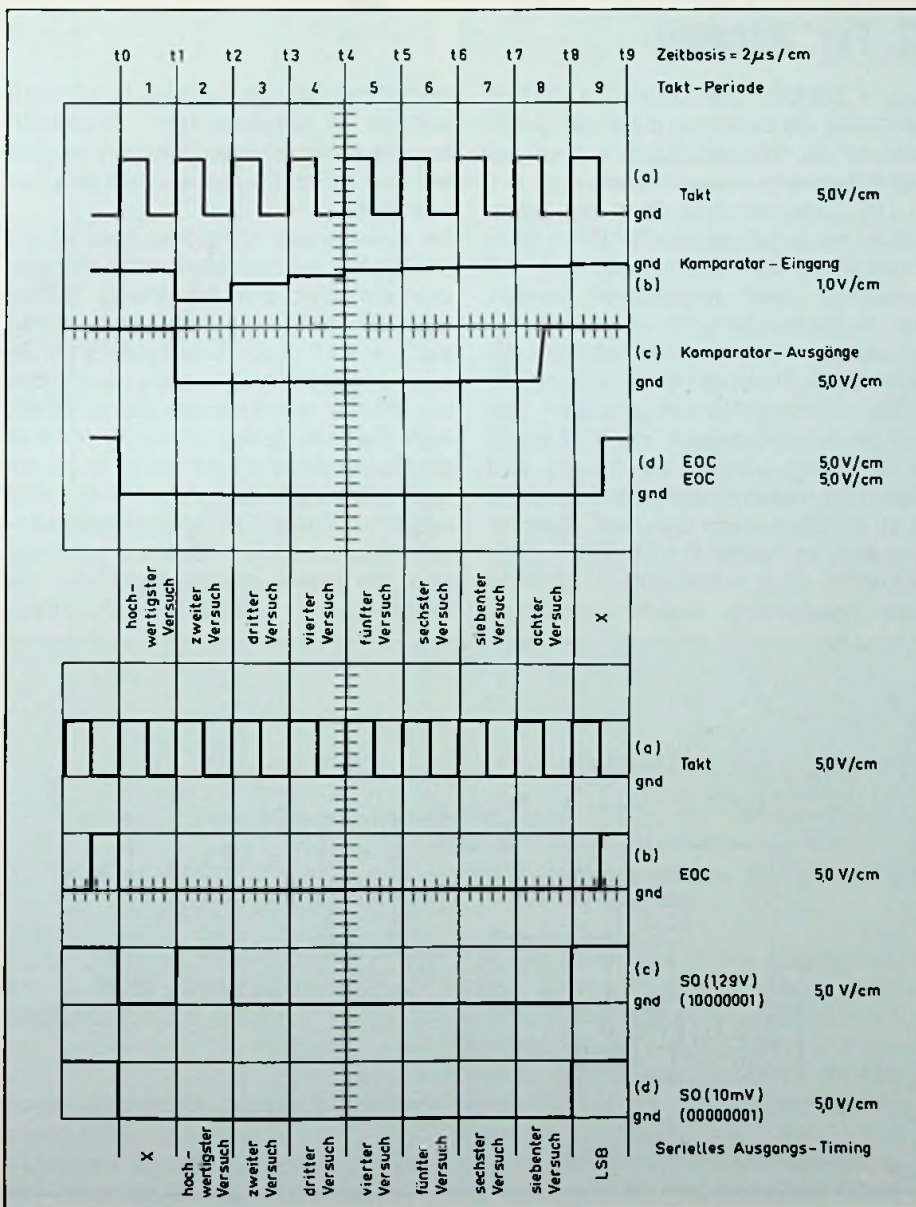 t0 t1 t2 t3 t4 t5 t6 t7 t8 t9 Zeitbasis = 2μs / cm
1 2 3 4 5 6 7 8 9 Takt-Periode
(a)
Takt 5,0V/cm
gnd
gnd Komparator-Eingang
(b) 1,0V/cm
(c) Komparator-Ausgänge
gnd 5,0V/cm
(d) EOC 5,0V/cm
EOC 5,0V/cm
gnd
hoch-
wertigster
Versuch
zweiter
Versuch
dritter
Versuch
vierter
Versuch
fünfter
Versuch
sechster
Versuch
siebenter
Versuch
achter
Versuch
X
(a)
Takt 5,0V/cm
gnd
(b)
EOC 5,0V/cm
gnd
(c) SO(1,29V)
gnd (10000001) 5,0V/cm
(d) SO(10mV)
gnd (00000001) 5,0V/cm
X
hoch-
wertigster
Versuch
zweiter
Versuch
dritter
Versuch
vierter
Versuch
fünfter
Versuch
sechster
Versuch
siebenter
Versuch
LSB
Serielles Ausgangs-Timing